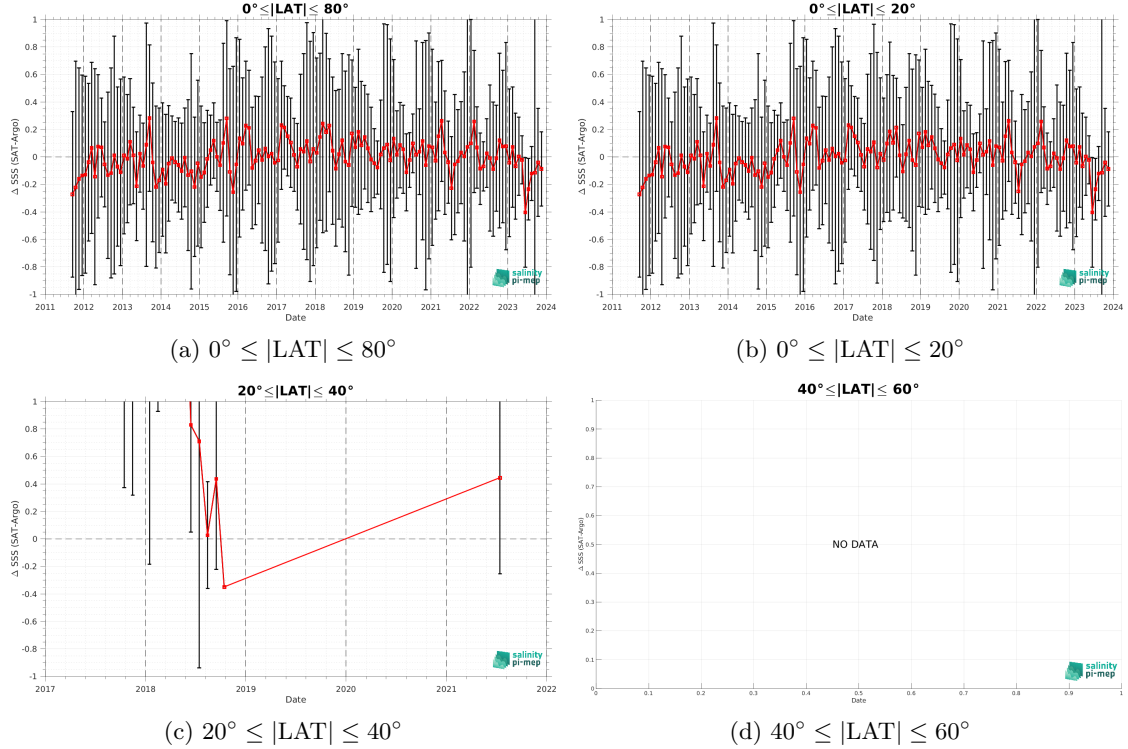 0°≤|LAT|≤ 80°
1
0.8
0.6
0.4
0.2
0
-0.2
-0.4
-0.6
-0.8
-1
Δ SSS (SAT-Argo)
2011 2012 2013 2014 2015 2016 2017 2018 2019 2020 2021 2022 2023 2024
Date
salinity
pi-mep
(a) 0° ≤ |LAT| ≤ 80°
0°≤|LAT|≤ 20°
1
0.8
0.6
0.4
0.2
0
-0.2
-0.4
-0.6
-0.8
-1
Δ SSS (SAT-Argo)
2011 2012 2013 2014 2015 2016 2017 2018 2019 2020 2021 2022 2023 2024
Date
salinity
pi-mep
(b) 0° ≤ |LAT| ≤ 20°
20°≤|LAT|≤ 40°
1
0.8
0.6
0.4
0.2
0
-0.2
-0.4
-0.6
-0.8
-1
Δ SSS (SAT-Argo)
2017 2018 2019 2020 2021 2022
Date
salinity
pi-mep
(c) 20° ≤ |LAT| ≤ 40°
40°≤|LAT|≤ 60°
1
0.9
0.8
0.7
0.6
0.5
0.4
0.3
0.2
0.1
0
Δ SSS (SAT-Argo)
NO DATA
0 0.1 0.2 0.3 0.4 0.5 0.6 0.7 0.8 0.9 1
Date
salinity
pi-mep
(d) 40° ≤ |LAT| ≤ 60°